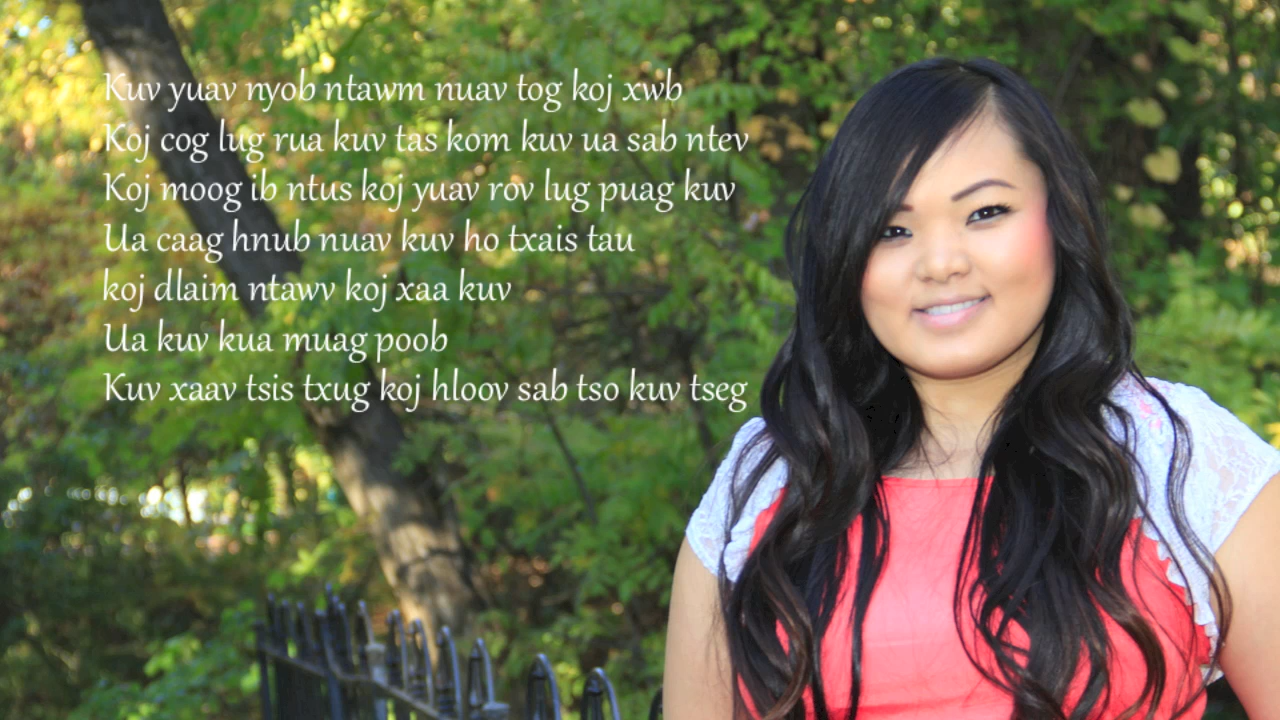 Kuv yuav nyob ntawm nuav tog koj xwb
Koj cog lug rua kuv tas kom kuv ua sab ntev
Koj moog ib ntus koj yuav rov lug puag kuv
Ua caag hnub nuav kuv ho txais tau
koj dlaim ntawv koj xaa kuv
Ua kuv kua muag poob
Kuv xaav tsis txug koj hloov sab tso kuv tseg